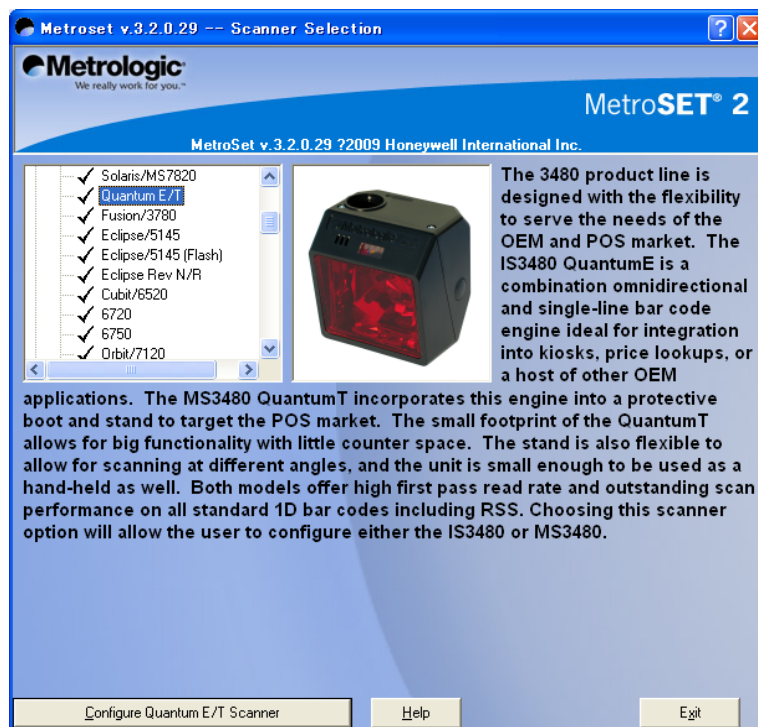 Metroset v.3.2.0.29 -- Scanner Selection
Metrologic
We really work for you.™
MetroSET® 2
MetroSet v.3.2.0.29 ?2009 Honeywell International Inc.
Solaris/MS7820
Quantum E/T
Fusion/3780
Eclipse/5145
Eclipse/5145 (Flash)
Eclipse Rev N/R
Cubit/6520
6720
6750
Orbit/7120
The 3480 product line is
designed with the flexibility
to serve the needs of the
OEM and POS market.  The
IS3480 QuantumE is a
combination omnidirectional
and single-line bar code
engine ideal for integration
into kiosks, price lookups, or
a host of other OEM
applications.  The MS3480 QuantumT incorporates this engine into a protective
boot and stand to target the POS market.  The small footprint of the QuantumT
allows for big functionality with little counter space.  The stand is also flexible to
allow for scanning at different angles, and the unit is small enough to be used as a
hand-held as well.  Both models offer high first pass read rate and outstanding scan
performance on all standard 1D bar codes including RSS. Choosing this scanner
option will allow the user to configure either the IS3480 or MS3480.
Configure Quantum E/T Scanner
Help
Exit